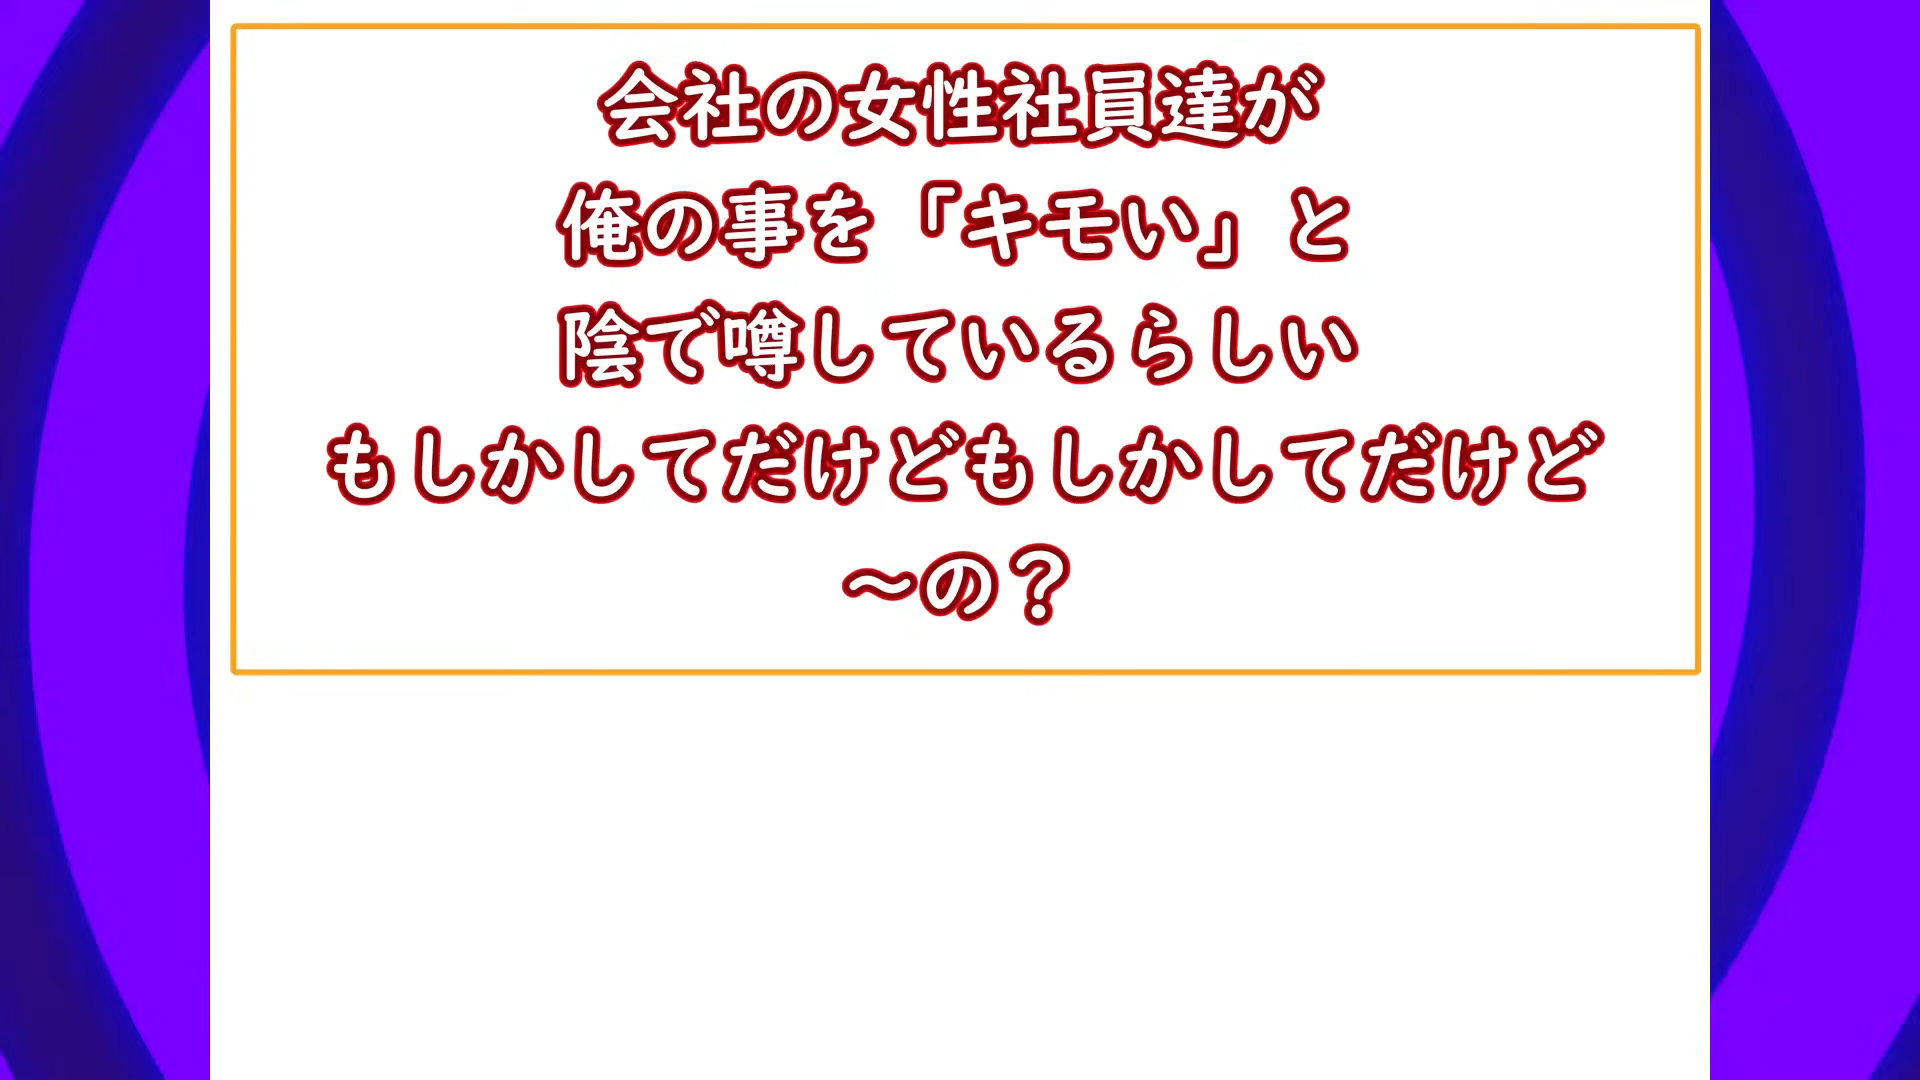 会社の女性社員達が
俺の事を「キモい」と
陰で噂しているらしい
もしかしてだけどもしかしてだけど
～の？